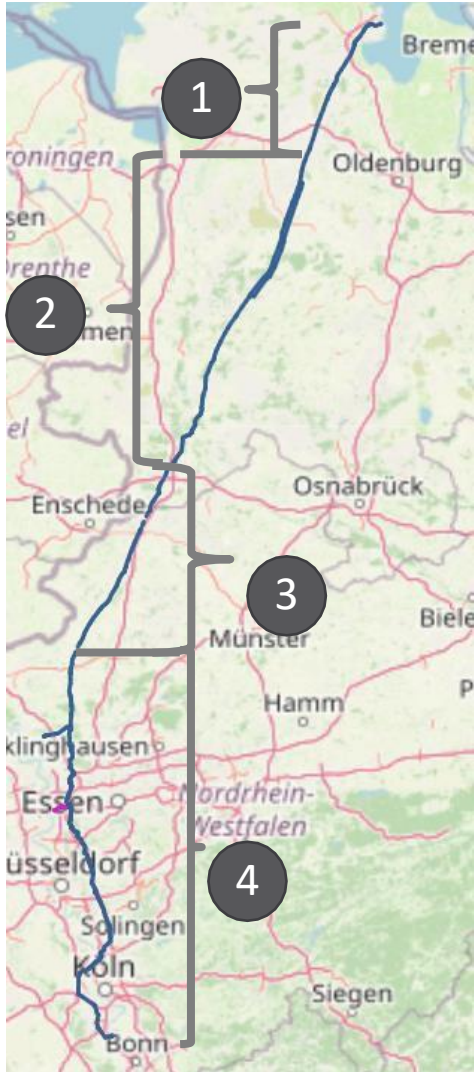 Breme
1
roningen
Oldenburg
sen
Drenthe
2
men
el
Enschede
Osnabrück
3
Biele
Münster
P
Hamm
klinghausen
Essen
Nordrhein-
Westfalen
üsseldorf
4
Solingen
Köln
Siegen
Bonn